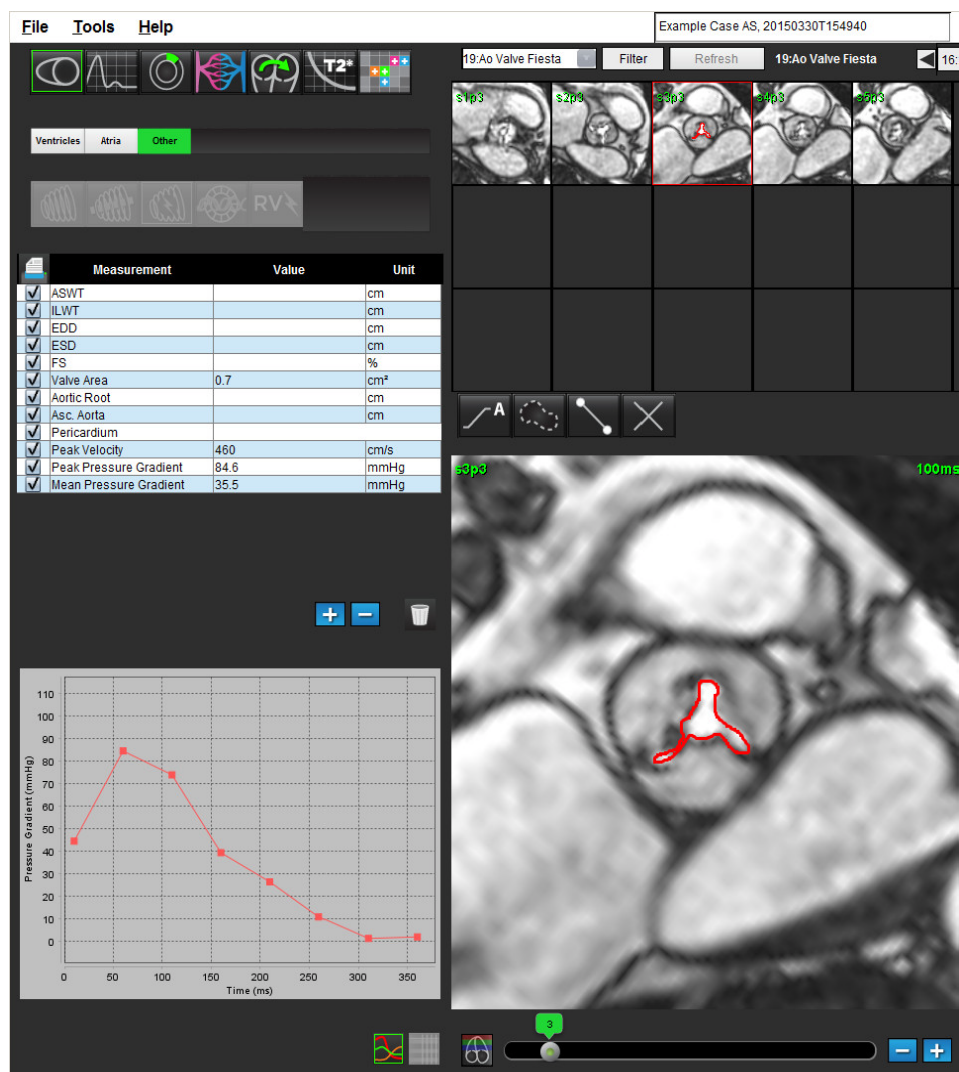 File Tools Help
Example Case AS, 20150330T154940
T2*
19:Ao Valve Fiesta Filter Refresh 19:Ao Valve Fiesta 16:
s1p3 s2p3 s3p3 s4p3 s5p3
Ventricles Atria Other
RV
Measurement Value Unit
ASWT cm
ILWT cm
EDD cm
ESD cm
FS %
Valve Area 0.7 cm²
Aortic Root cm
Asc. Aorta cm
Pericardium
Peak Velocity 460 cm/s
Peak Pressure Gradient 84.6 mmHg
Mean Pressure Gradient 35.5 mmHg
A
s3p3 100ms
Pressure Gradient (mmHg)
110
100
90
80
70
60
50
40
30
20
10
0
0 50 100 150 200 250 300 350
Time (ms)
3